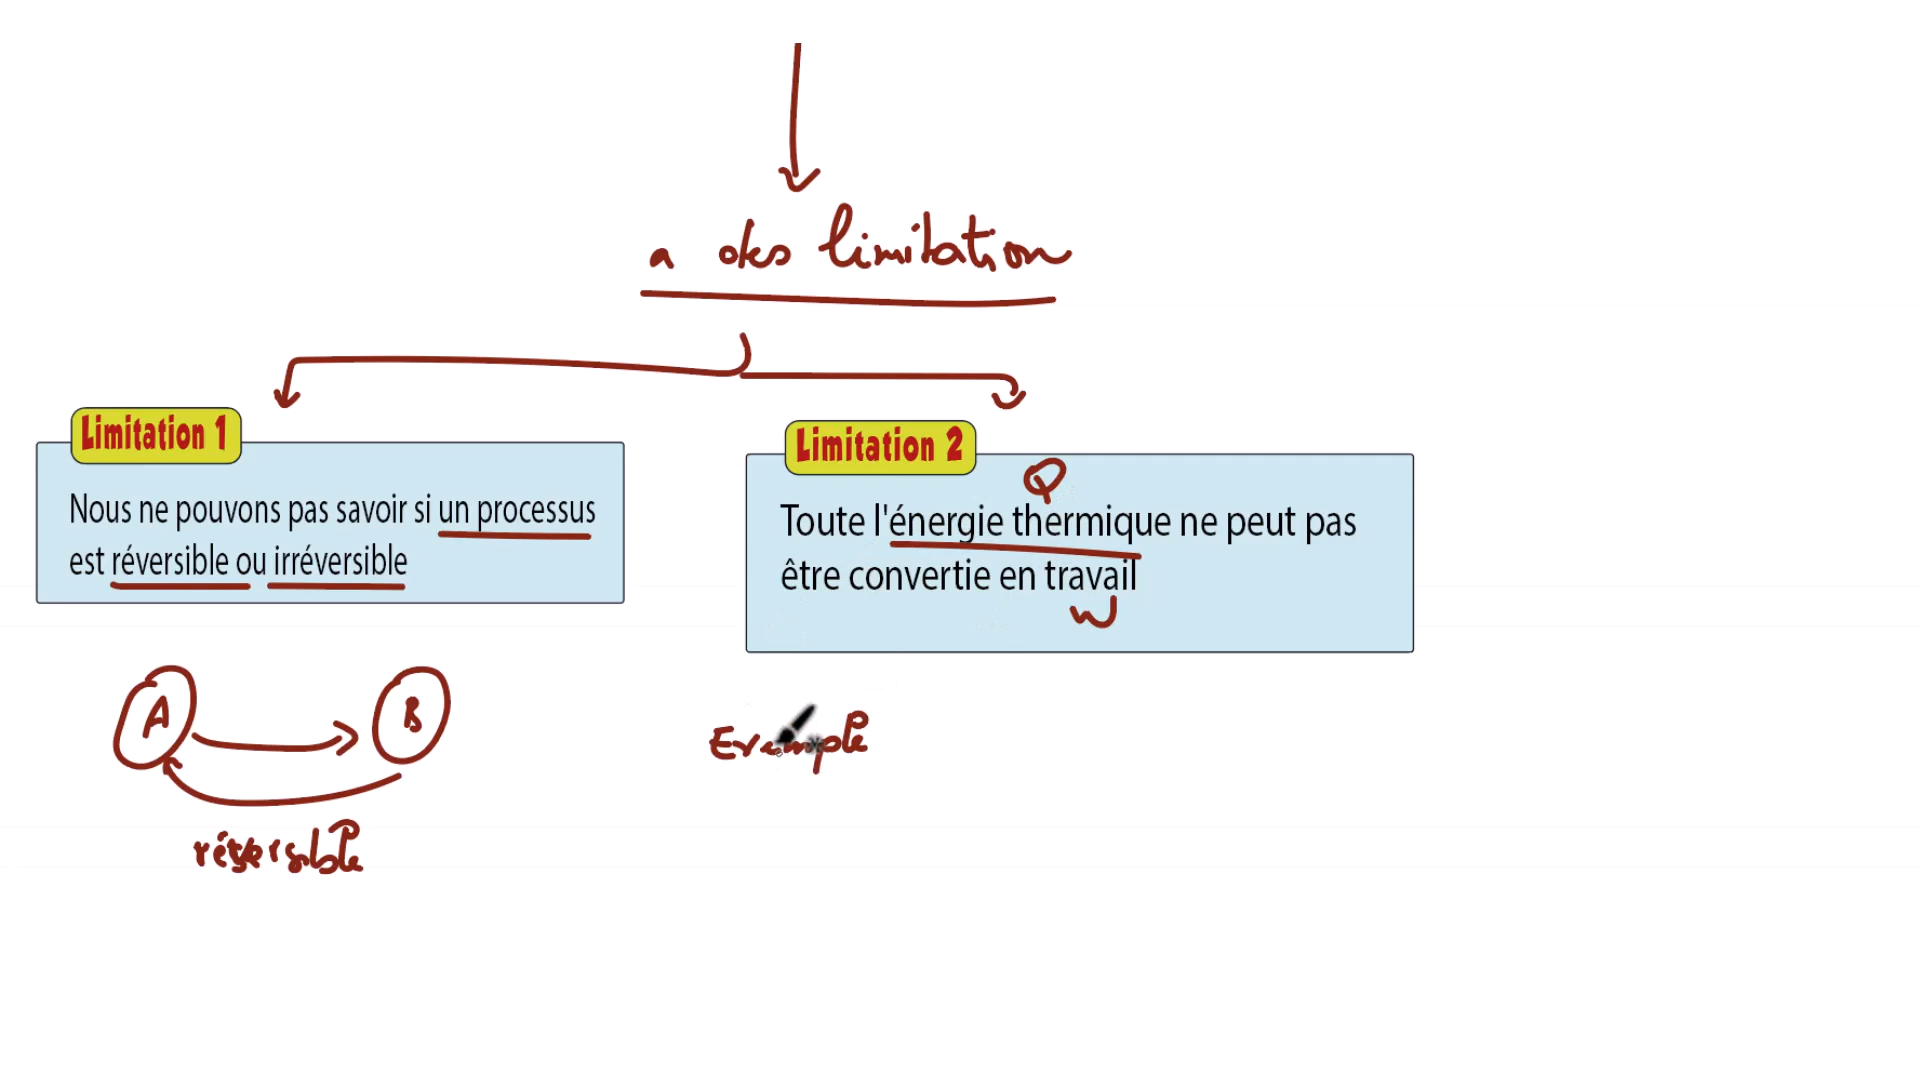 a des limitation
Limitation 1
Nous ne pouvons pas savoir si un processus
est réversible ou irréversible
Limitation 2
Q
Toute l'énergie thermique ne peut pas
être convertie en travail
W
A
B
réversible
Exemple